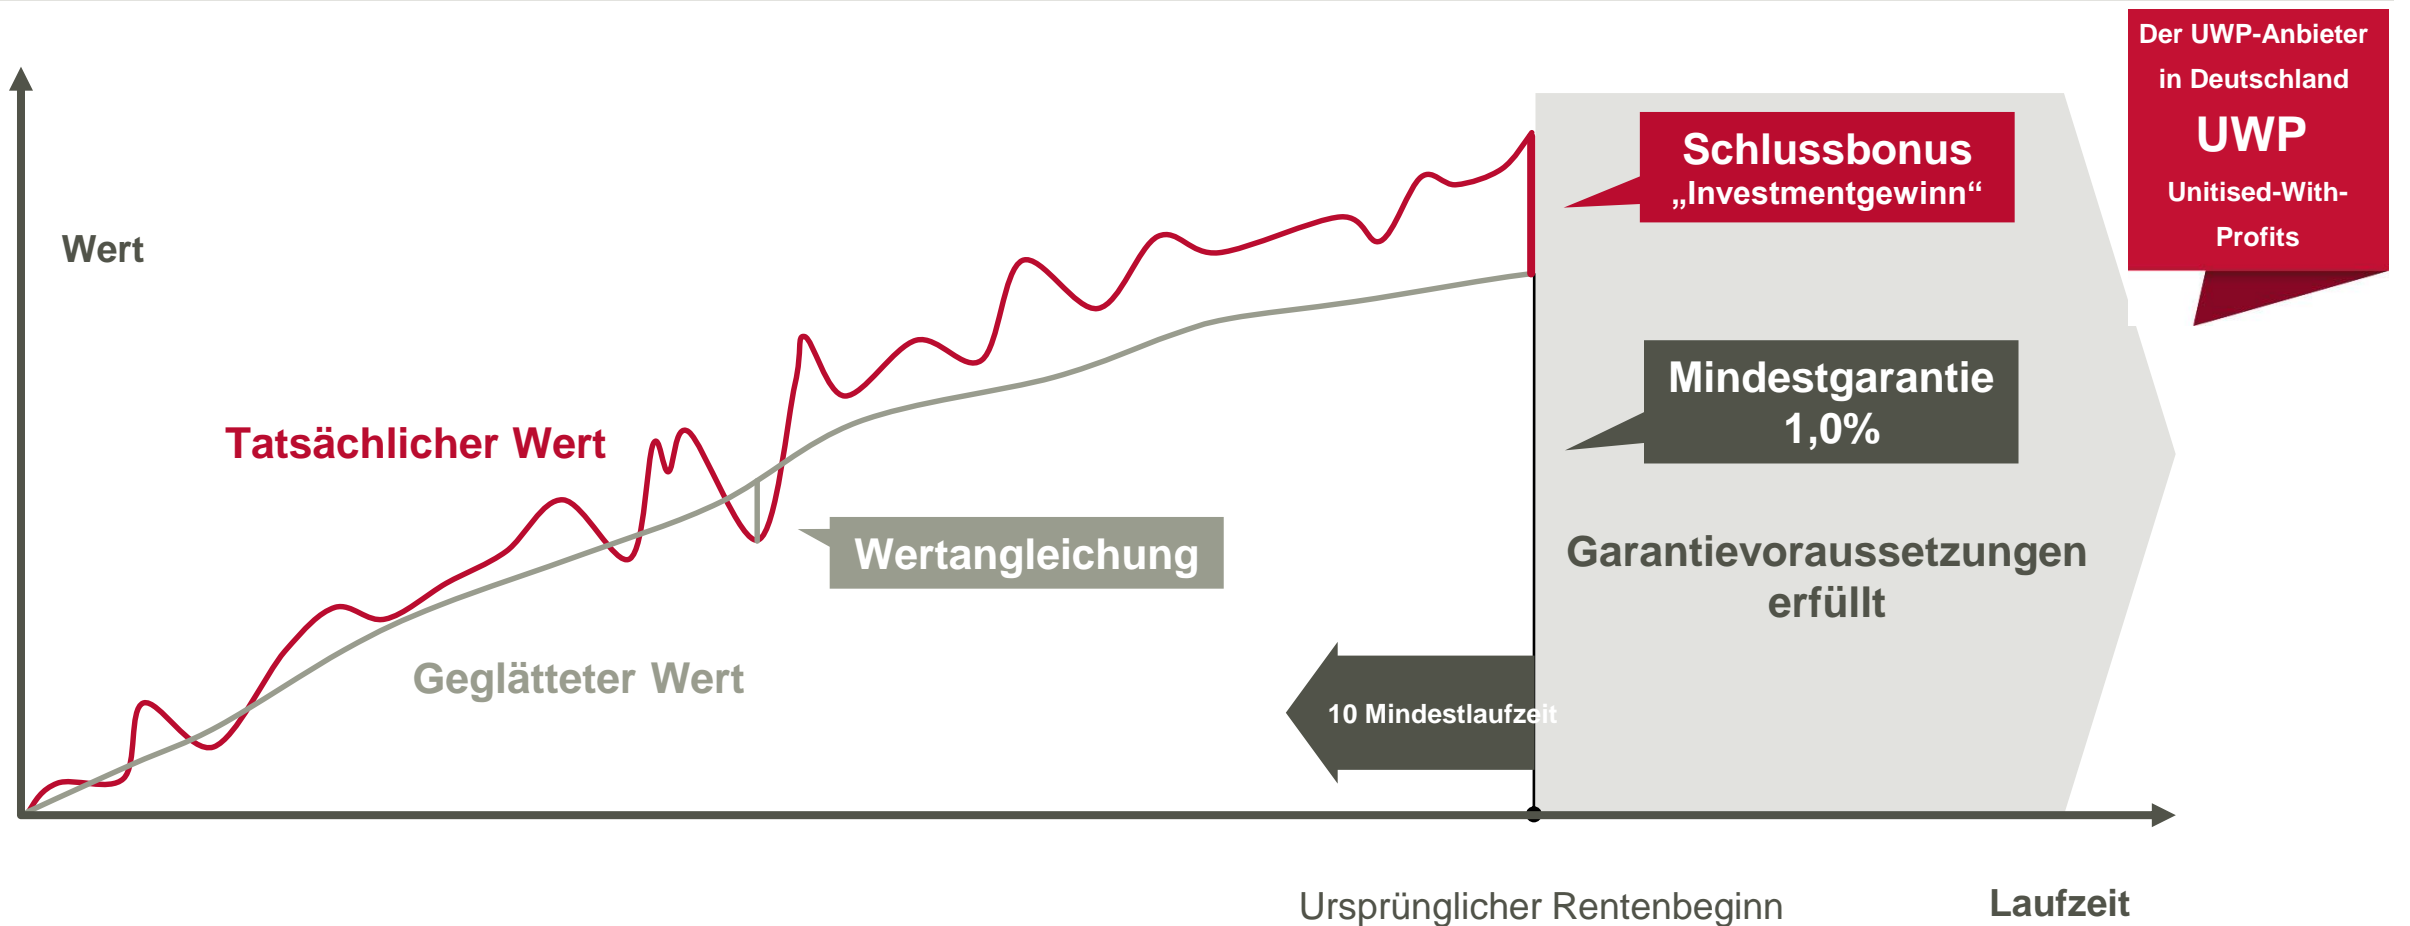 Der UWP-Anbieter
in Deutschland
UWP
Unitised-With-
Profits
Wert
Schlussbonus
„Investmentgewinn“
Mindestgarantie
1,0%
Tatsächlicher Wert
Wertangleichung
Garantievoraussetzungen
erfüllt
Geglätteter Wert
10 Mindestlaufzeit
Ursprünglicher Rentenbeginn
Laufzeit